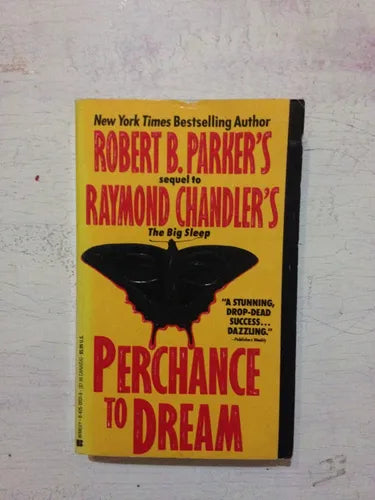 New York Times Bestselling Author
ROBERT B. PARKER'S
sequel to
RAYMOND CHANDLER'S
The Big Sleep
"A STUNNING,
DROP-DEAD
SUCCESS...
DAZZLING."
–Publishers Weekly
PERCHANCE
TO DREAM
BERKLEY